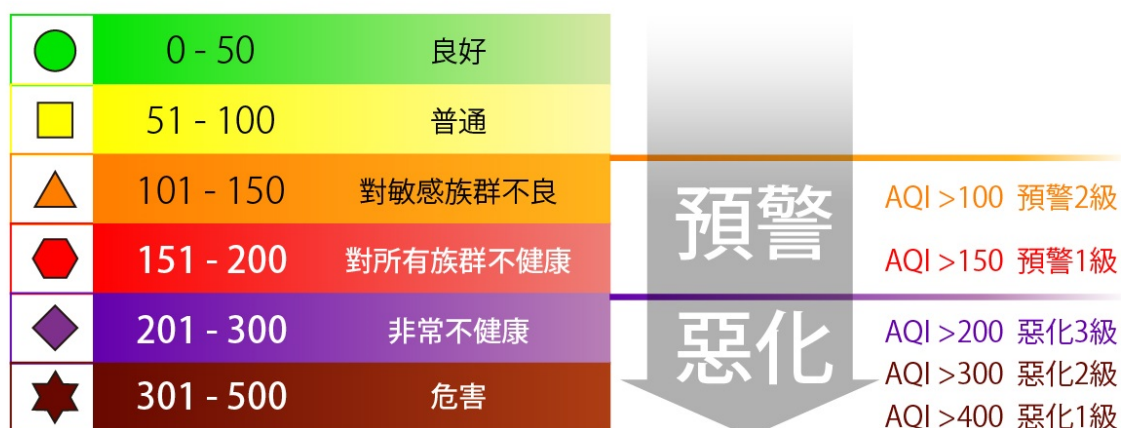 0 - 50 良好
51 - 100 普通
101 - 150 對敏感族群不良
151 - 200 對所有族群不健康
201 - 300 非常不健康
301 - 500 危害
預警
惡化
AQI >100 預警2級
AQI >150 預警1級
AQI >200 惡化3級
AQI >300 惡化2級
AQI >400 惡化1級